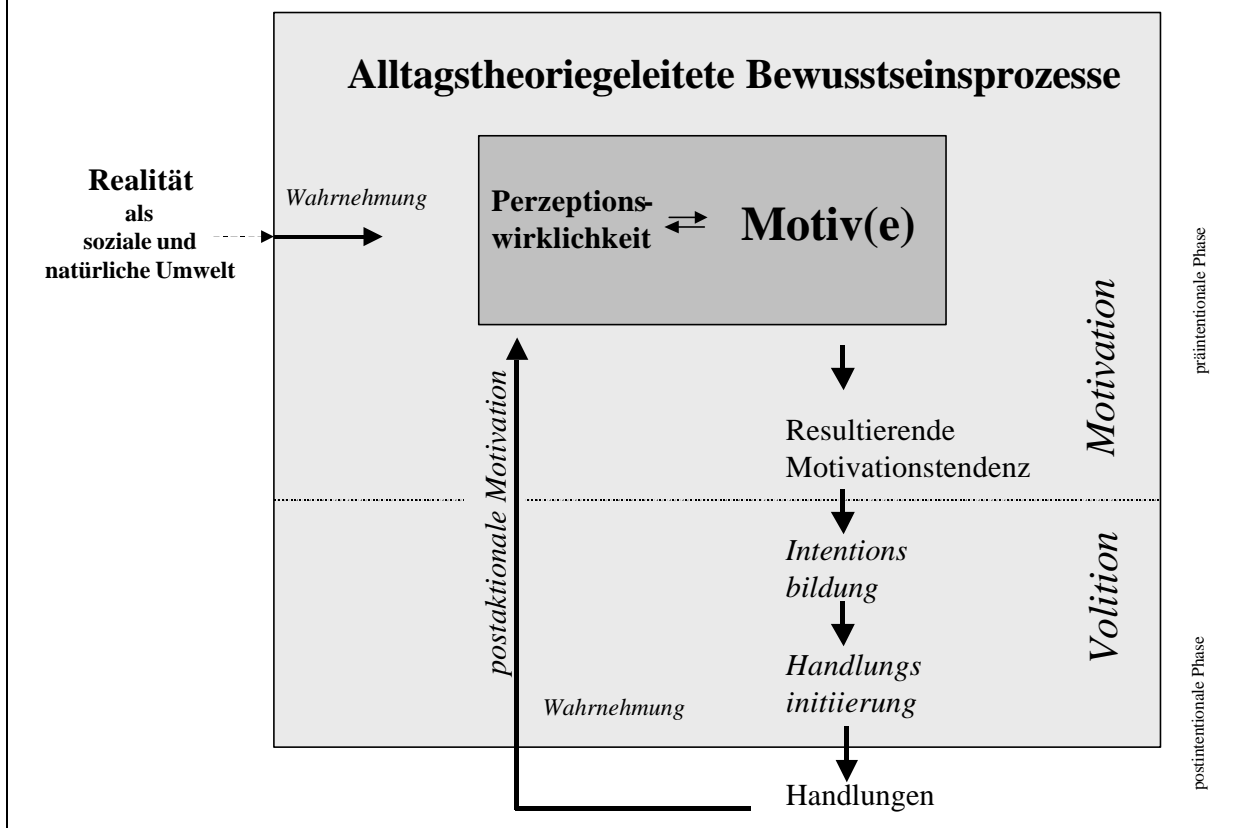 Alltagstheoriegeleitete Bewusstseinsprozesse
Realität
als
soziale und
natürliche Umwelt
Wahrnehmung
Perzeptions-
wirklichkeit
Motiv(e)
präintentionale Phase
Motivation
postaktionale Motivation
Resultierende
Motivationstendenz
Intentions
bildung
Volition
Handlungs
initiierung
Wahrnehmung
postintentionale Phase
Handlungen